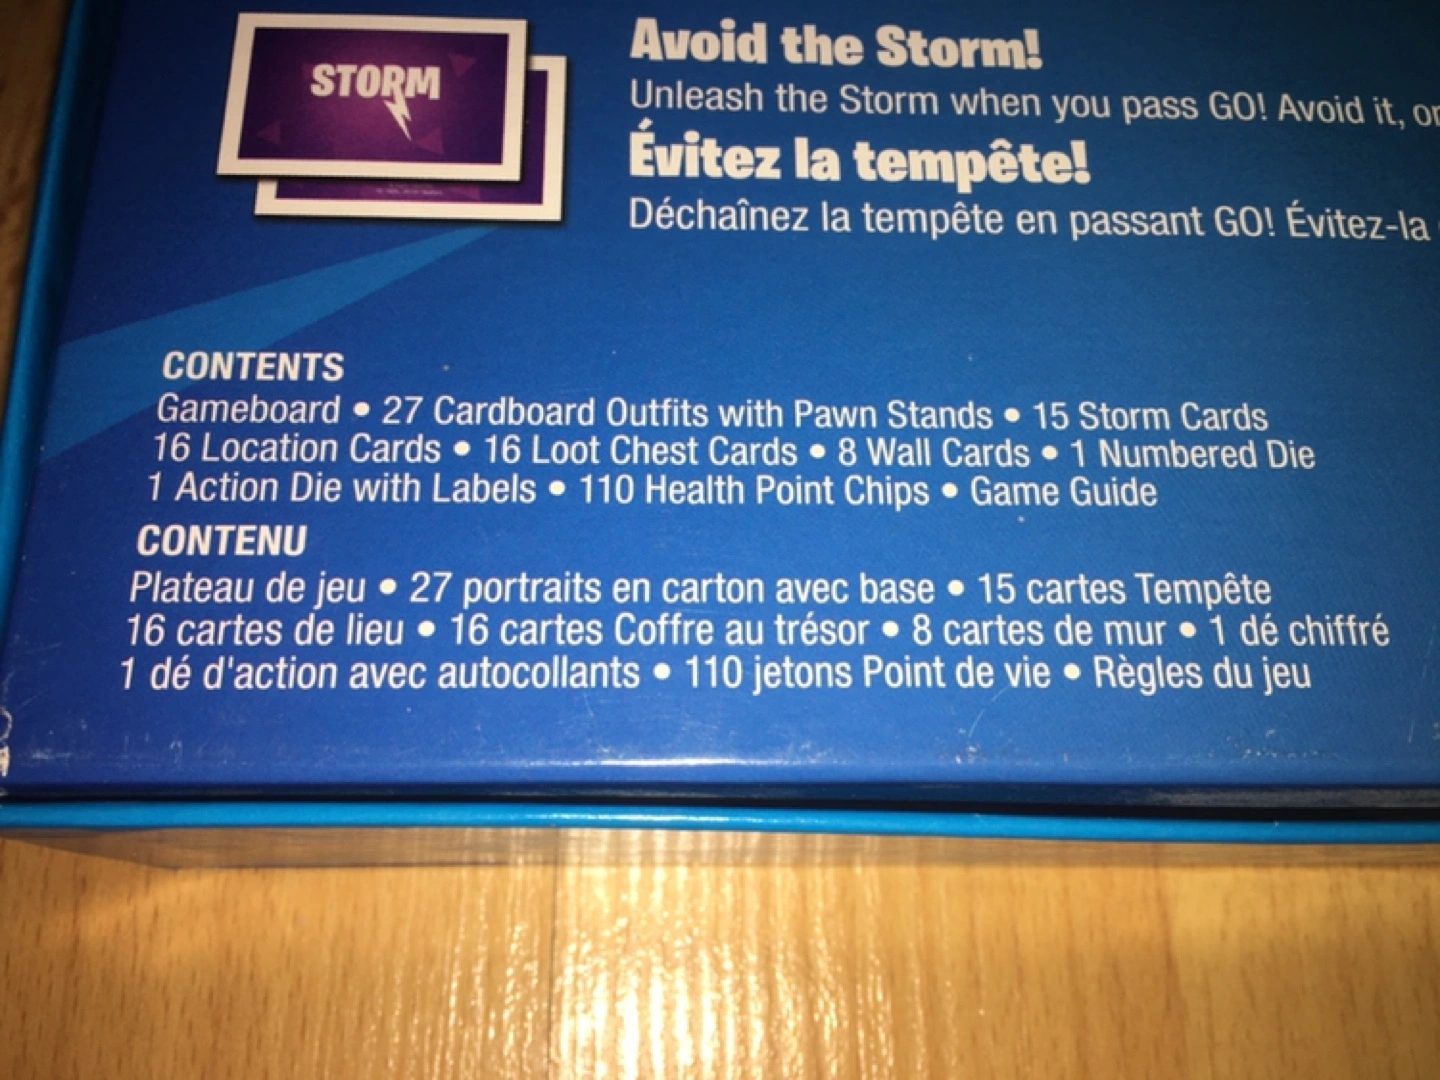 STORM
Avoid the Storm!
Unleash the Storm when you pass GO! Avoid it, or
Évitez la tempête!
Déchaînez la tempête en passant GO! Évitez-la
CONTENTS
Gameboard • 27 Cardboard Outfits with Pawn Stands • 15 Storm Cards
16 Location Cards • 16 Loot Chest Cards • 8 Wall Cards • 1 Numbered Die
1 Action Die with Labels • 110 Health Point Chips • Game Guide
CONTENU
Plateau de jeu • 27 portraits en carton avec base • 15 cartes Tempête
16 cartes de lieu • 16 cartes Coffre au trésor • 8 cartes de mur • 1 dé chiffré
1 dé d'action avec autocollants • 110 jetons Point de vie • Règles du jeu